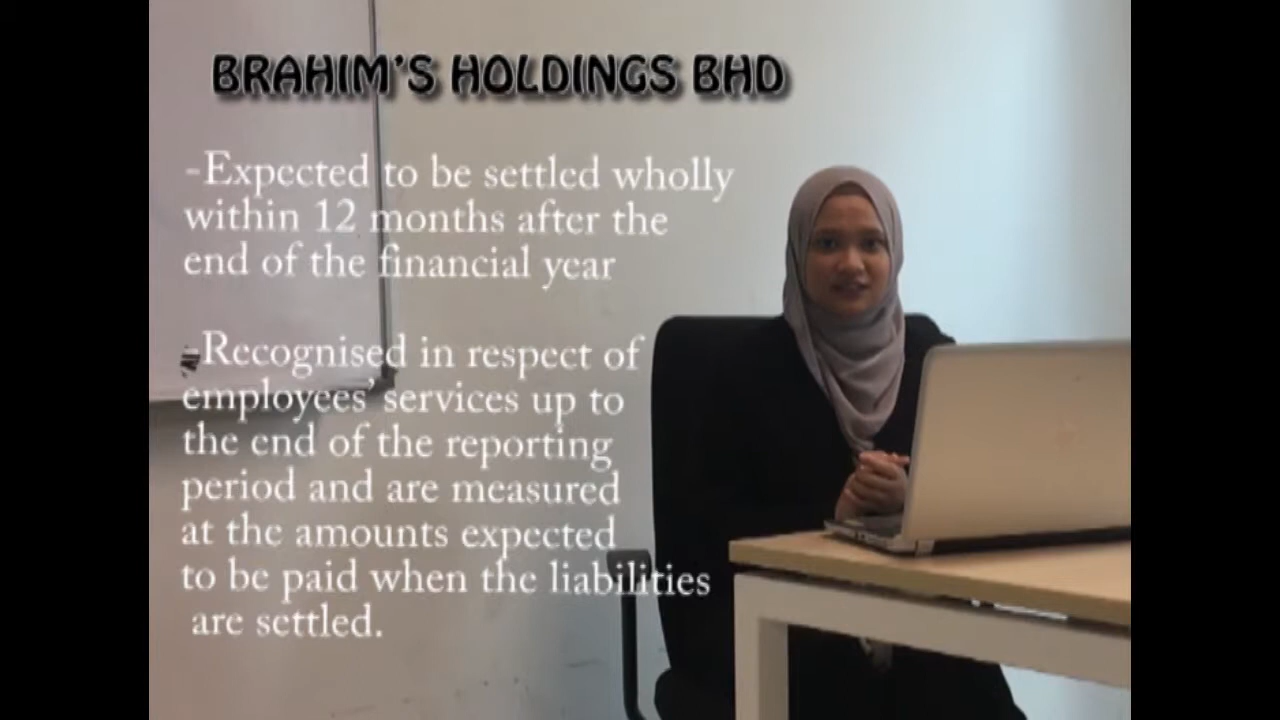 BRAHIM'S HOLDINGS BHD
-Expected to be settled wholly
within 12 months after the
end of the financial year
-Recognised in respect of
employees' services up to
the end of the reporting
period and are measured
at the amounts expected
to be paid when the liabilities
are settled.